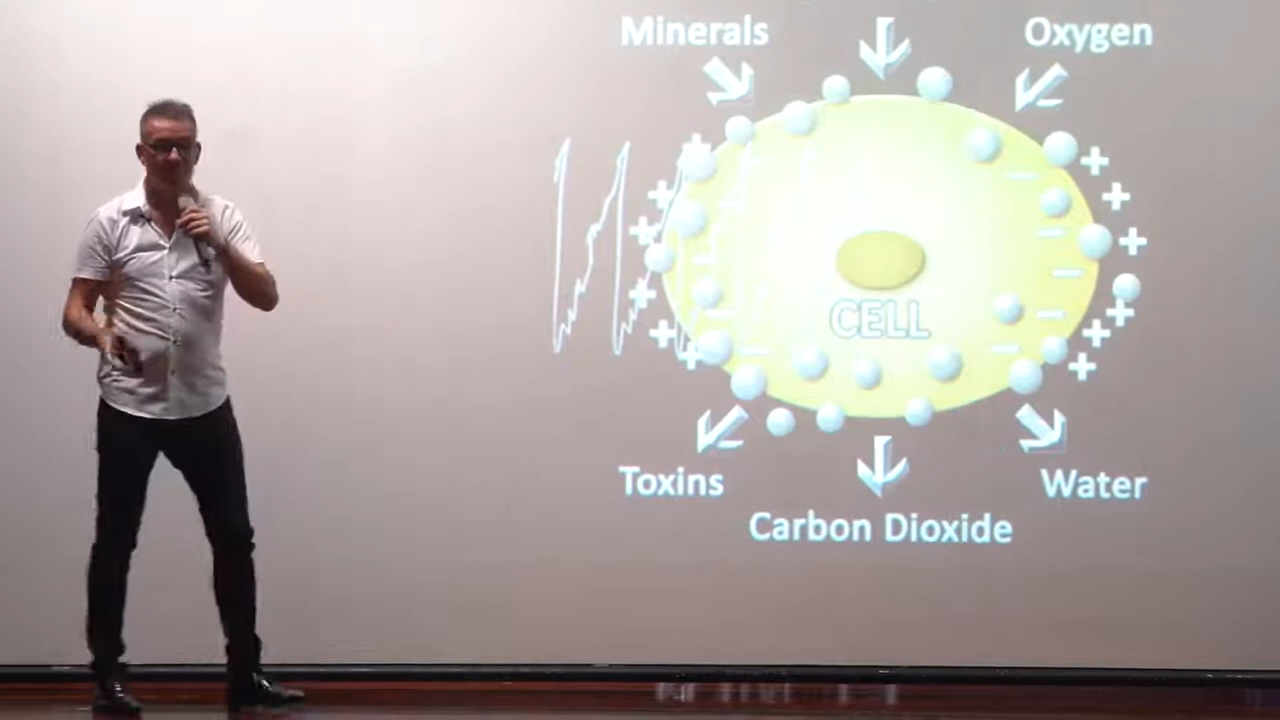 Minerals
Oxygen
CELL
Toxins
Water
Carbon Dioxide